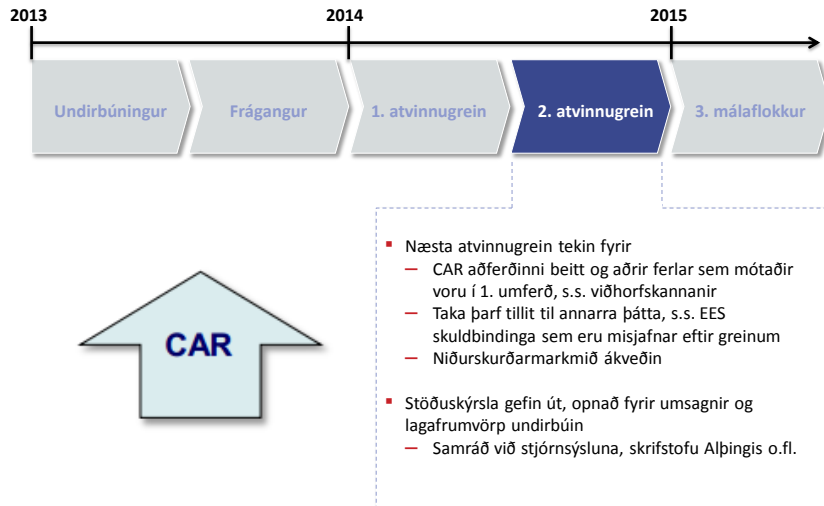 2013 2014 2015
Undirbúningur Frágangur 1. atvinnugrein 2. atvinnugrein 3. málaflokkur
Næsta atvinnugrein tekin fyrir
— CAR aðferðinni beitt og aðrir ferlar sem mótaðir
voru í 1. umferð, s.s. viðhorfskannanir
— Taka þarf tillit til annarra þátta, s.s. EES
skuldbindinga sem eru misjafnar eftir greinum
— Niðurskurðarmarkmið ákveðin
Stöðuskýrsla gefin út, opnað fyrir umsagnir og
lagafrumvörp undirbúin
— Samráð við stjórnsýsluna, skrifstofu Alþingis o.fl.
CAR